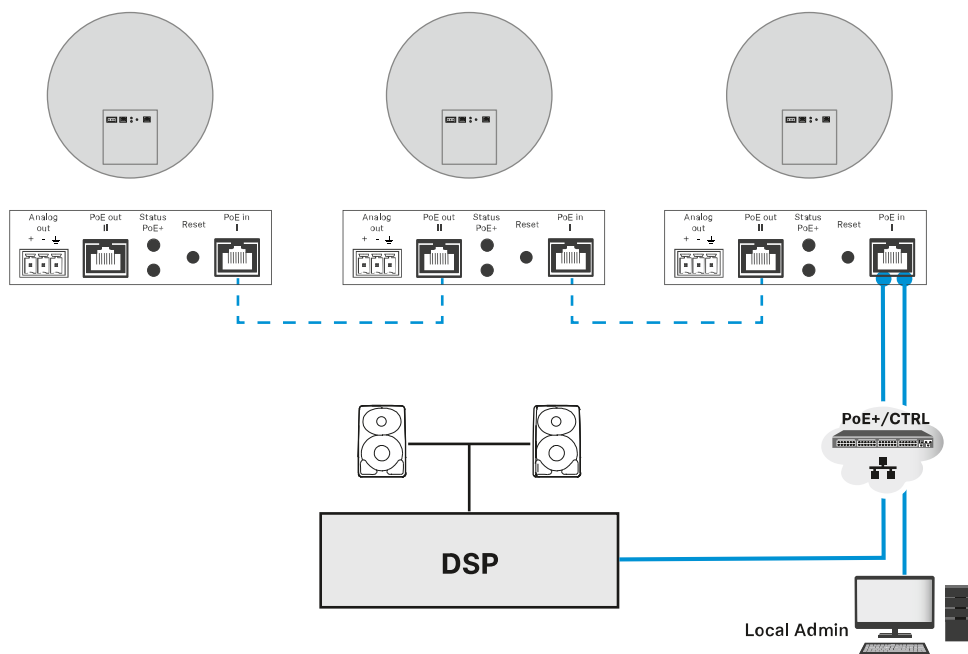 Analog out
+ - ⏚
PoE out
II
Status PoE+
Reset
PoE in
I
Analog out
+ - ⏚
PoE out
II
Status PoE+
Reset
PoE in
I
Analog out
+ - ⏚
PoE out
II
Status PoE+
Reset
PoE in
I
PoE+/CTRL
DSP
Local Admin